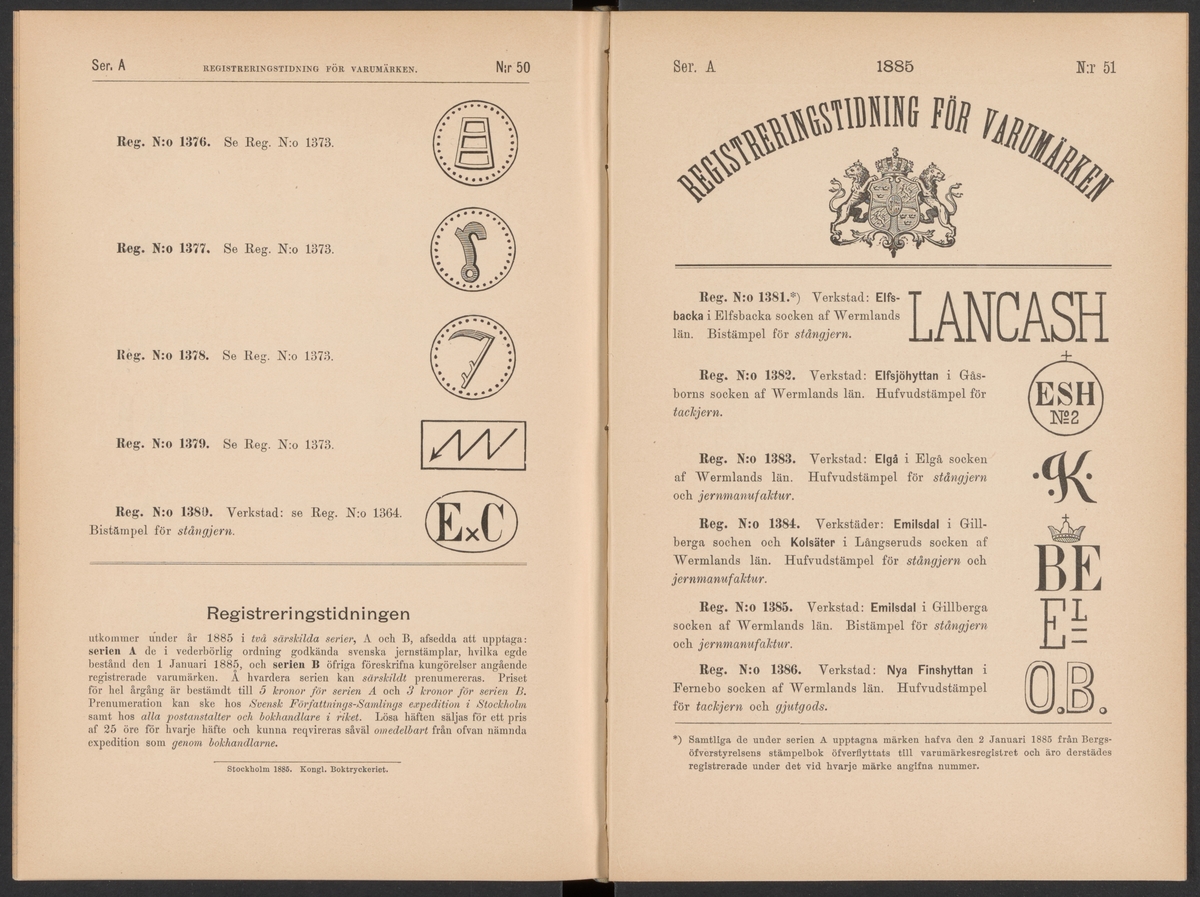 Ser. A REGISTRERINGSTIDNING FÖR VARUMÄRKEN. N:r 50
Reg. N:o 1376. Se Reg. N:o 1373.
Reg. N:o 1377. Se Reg. N:o 1373.
Reg. N:o 1378. Se Reg. N:o 1373.
Reg. N:o 1379. Se Reg. N:o 1373.
Reg. N:o 1380. Verkstad: se Reg. N:o 1364.
Bistämpel för stångjern.
ExC
Registreringstidningen
utkommer under år 1885 i två särskilda serier, A och B, afsedda att upptaga:
serien A de i vederbörlig ordning godkända svenska jernstämplar, hvilka egde
bestånd den 1 Januari 1885, och serien B öfriga föreskrifna kungörelser angående
registrerade varumärken. Å hvardera serien kan särskildt prenumereras. Priset
för hel årgång är bestämdt till 5 kronor för serien A och 3 kronor för serien B.
Prenumeration kan ske hos Svensk Författnings-Samlings expedition i Stockholm
samt hos alla postanstalter och bokhandlare i riket. Lösa häften säljas för ett pris
af 25 öre för hvarje häfte och kunna reqvireras såväl omedelbart från ofvan nämnda
expedition som genom bokhandlarne.
Stockholm 1885. Kongl. Boktryckeriet.
Ser. A 1885 N:r 51
REGISTRERINGSTIDNING FÖR VARUMÄRKEN
Reg. N:o 1381.*) Verkstad: Elfs-
backa i Elfsbacka socken af Wermlands
län. Bistämpel för stångjern.
LANCASH
Reg. N:o 1382. Verkstad: Elfsjöhyttan i Gås-
borns socken af Wermlands län. Hufvudstämpel för
tackjern.
ESH
No2
Reg. N:o 1383. Verkstad: Elgå i Elgå socken
af Wermlands län. Hufvudstämpel för stångjern
och jernmanufaktur.
·K·
Reg. N:o 1384. Verkstäder: Emilsdal i Gill-
berga sochen och Kolsäter i Långseruds socken af
Wermlands län. Hufvudstämpel för stångjern och
jernmanufaktur.
BE
Reg. N:o 1385. Verkstad: Emilsdal i Gillberga
socken af Wermlands län. Bistämpel för stångjern
och jernmanufaktur.
EL
Reg. N:o 1386. Verkstad: Nya Finshyttan i
Fernebo socken af Wermlands län. Hufvudstämpel
för tackjern och gjutgods.
O.B.
*) Samtliga de under serien A upptagna märken hafva den 2 Januari 1885 från Bergs-
öfverstyrelsens stämpelbok öfverflyttats till varumärkesregistret och äro derstädes
registrerade under det vid hvarje märke angifna nummer.